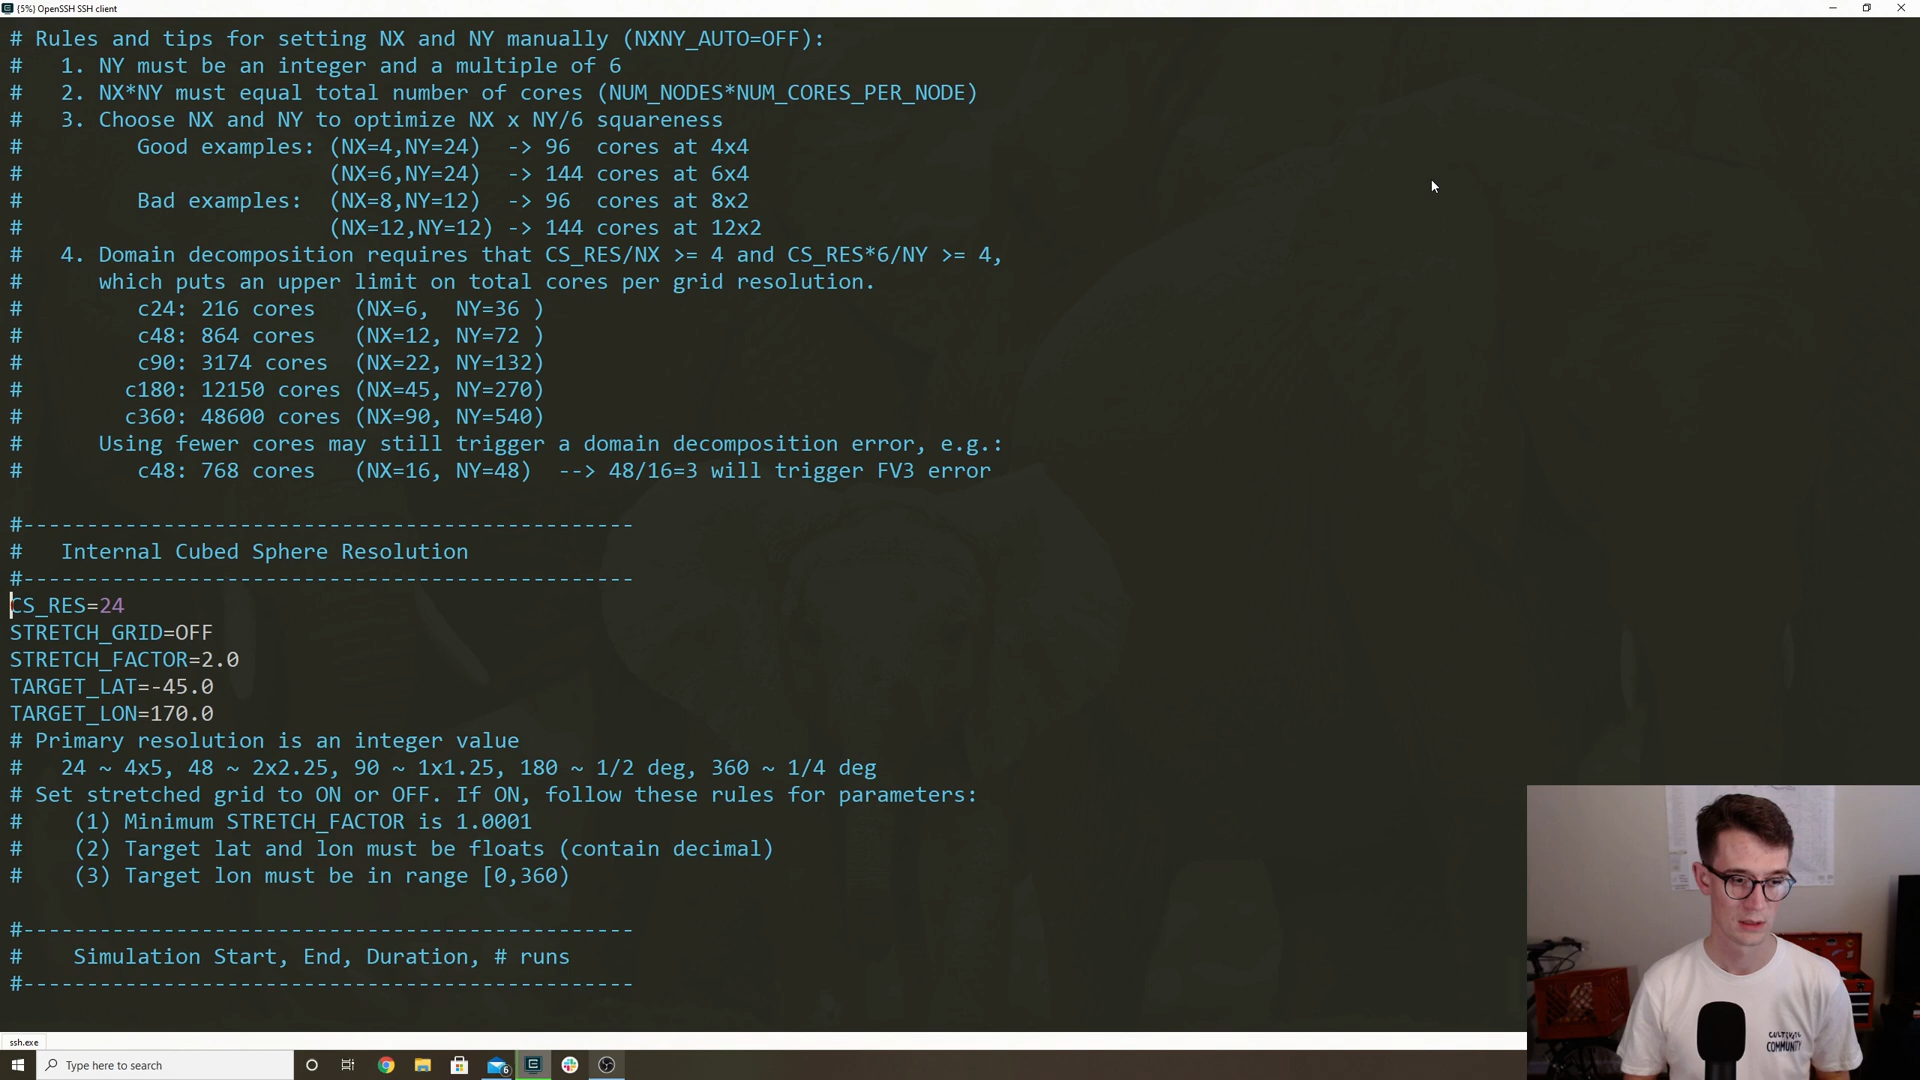 {5%} OpenSSH SSH client
# Rules and tips for setting NX and NY manually (NXNY_AUTO=OFF):
#   1. NY must be an integer and a multiple of 6
#   2. NX*NY must equal total number of cores (NUM_NODES*NUM_CORES_PER_NODE)
#   3. Choose NX and NY to optimize NX x NY/6 squareness
#         Good examples: (NX=4,NY=24)  -> 96  cores at 4x4
#                        (NX=6,NY=24)  -> 144 cores at 6x4
#         Bad examples:  (NX=8,NY=12)  -> 96  cores at 8x2
#                        (NX=12,NY=12) -> 144 cores at 12x2
#   4. Domain decomposition requires that CS_RES/NX >= 4 and CS_RES*6/NY >= 4,
#      which puts an upper limit on total cores per grid resolution.
#         c24: 216 cores   (NX=6,  NY=36 )
#         c48: 864 cores   (NX=12, NY=72 )
#         c90: 3174 cores  (NX=22, NY=132)
#        c180: 12150 cores (NX=45, NY=270)
#        c360: 48600 cores (NX=90, NY=540)
#      Using fewer cores may still trigger a domain decomposition error, e.g.:
#         c48: 768 cores   (NX=16, NY=48)  --> 48/16=3 will trigger FV3 error
#------------------------------------------------
#   Internal Cubed Sphere Resolution
#------------------------------------------------
CS_RES=24
STRETCH_GRID=OFF
STRETCH_FACTOR=2.0
TARGET_LAT=-45.0
TARGET_LON=170.0
# Primary resolution is an integer value
#   24 ~ 4x5, 48 ~ 2x2.25, 90 ~ 1x1.25, 180 ~ 1/2 deg, 360 ~ 1/4 deg
# Set stretched grid to ON or OFF. If ON, follow these rules for parameters:
#    (1) Minimum STRETCH_FACTOR is 1.0001
#    (2) Target lat and lon must be floats (contain decimal)
#    (3) Target lon must be in range [0,360)
#------------------------------------------------
#    Simulation Start, End, Duration, # runs
#------------------------------------------------
COMMUNITY
ssh.exe
Type here to search
6